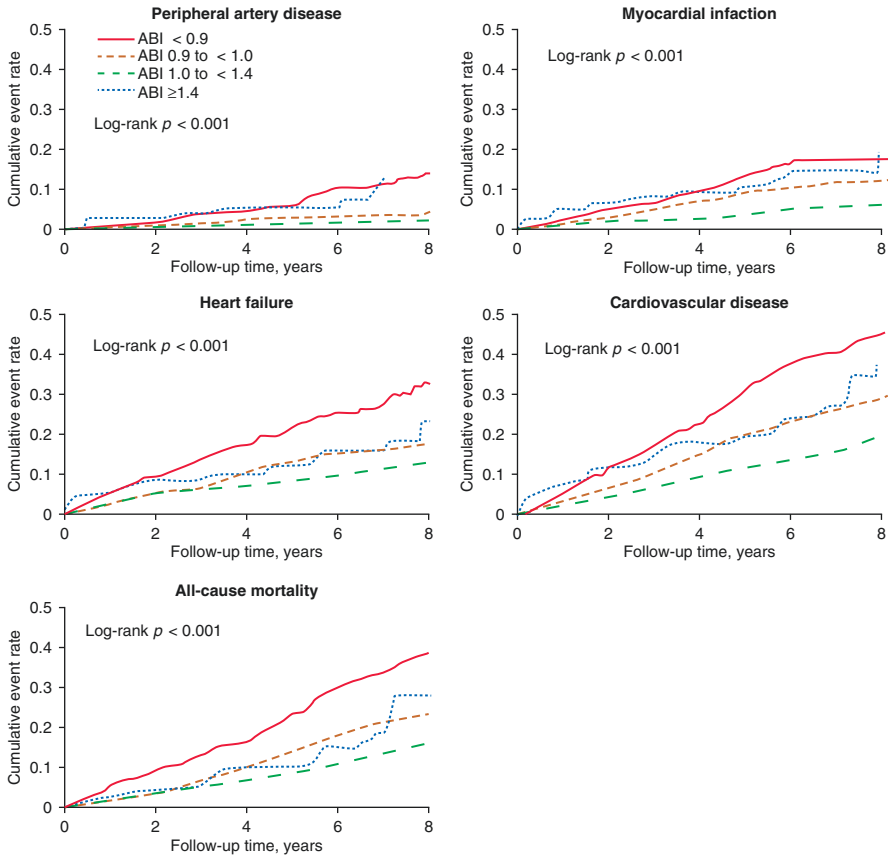 Peripheral artery disease
0.5
0.4
0.3
0.2
0.1
0
Cumulative event rate
ABI < 0.9
ABI 0.9 to < 1.0
ABI 1.0 to < 1.4
ABI ≥1.4
Log-rank p < 0.001
0 2 4 6 8
Follow-up time, years
Myocardial infaction
0.5
0.4
0.3
0.2
0.1
0
Cumulative event rate
Log-rank p < 0.001
0 2 4 6 8
Follow-up time, years
Heart failure
0.5
0.4
0.3
0.2
0.1
0
Cumulative event rate
Log-rank p < 0.001
0 2 4 6 8
Follow-up time, years
Cardiovascular disease
0.5
0.4
0.3
0.2
0.1
0
Cumulative event rate
Log-rank p < 0.001
0 2 4 6 8
Follow-up time, years
All-cause mortality
0.5
0.4
0.3
0.2
0.1
0
Cumulative event rate
Log-rank p < 0.001
0 2 4 6 8
Follow-up time, years